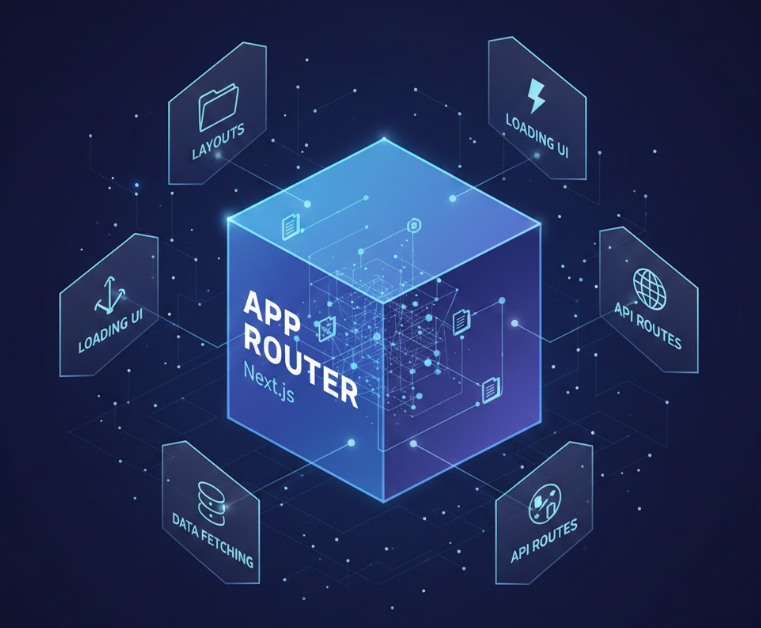 LAYOUTS
LOADING UI
LOADING UI
API ROUTES
APP
ROUTER
Next.js
DATA FETCHING
API ROUTES